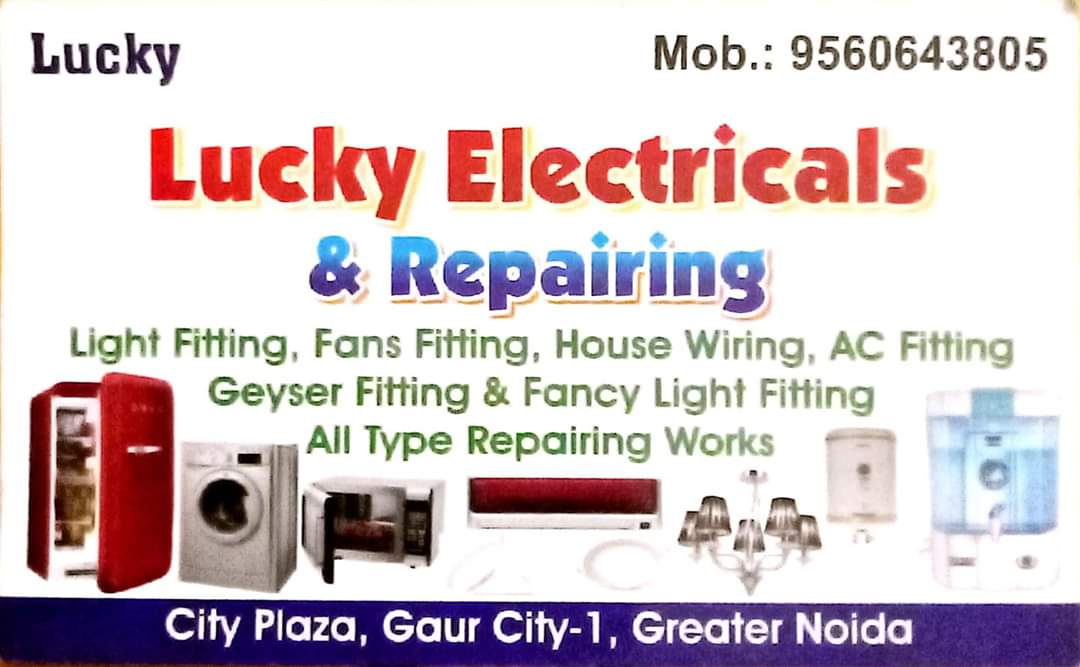 Lucky
Mob.: 9560643805
Lucky Electricals
& Repairing
Light Fitting, Fans Fitting, House Wiring, AC Fitting
Geyser Fitting & Fancy Light Fitting
All Type Repairing Works
City Plaza, Gaur City-1, Greater Noida